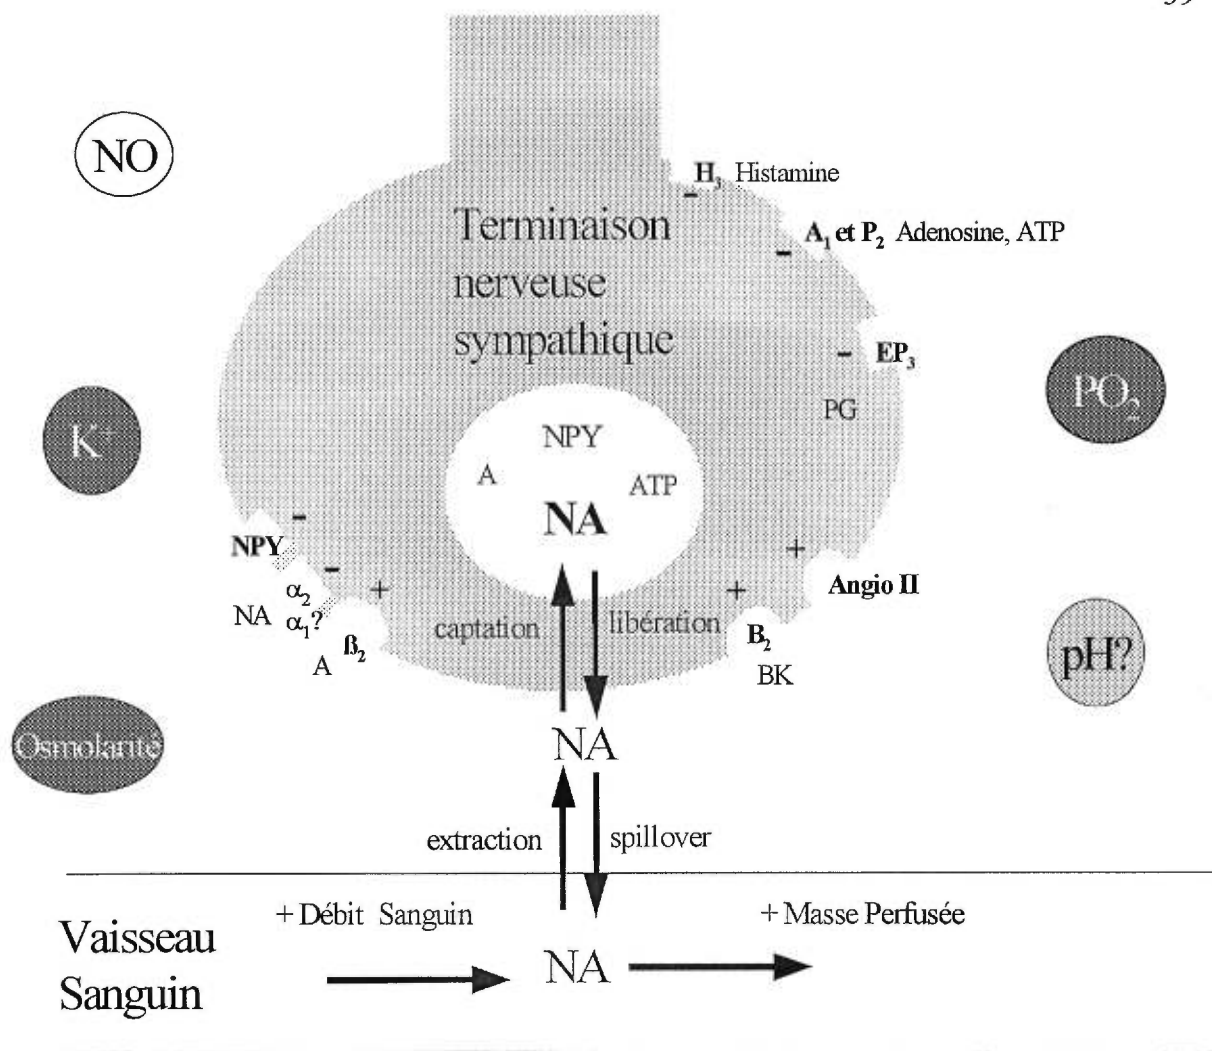 NO
H₃ Histamine
Terminaison
nerveuse
sympathique
A₁ et P₂ Adenosine, ATP
EP₃
PG
PO₂
K⁺
NPY
A
ATP
NA
NPY
α₂
NA α₁?
ß₂
A
captation
libération
B₂
BK
Angio II
pH?
Osmolarité
NA
extraction
spillover
+ Débit Sanguin
+ Masse Perfusée
Vaisseau
Sanguin
NA